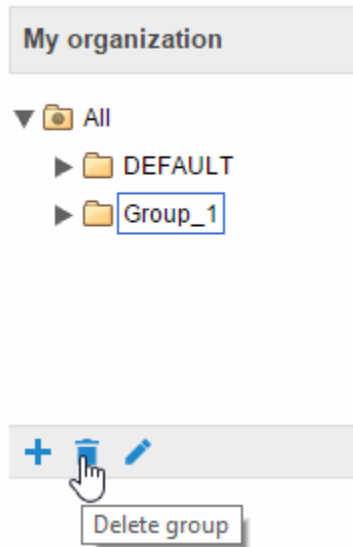 My organization
All
DEFAULT
Group_1
Delete group